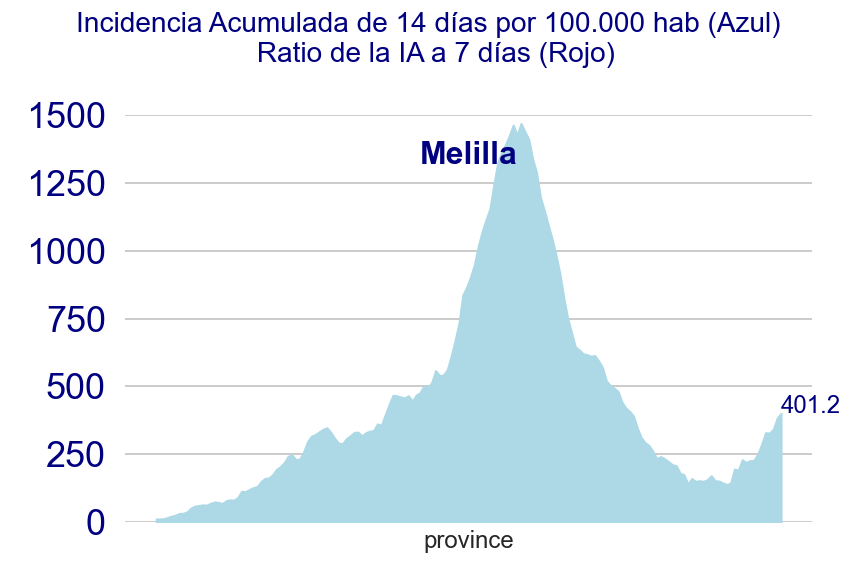 Incidencia Acumulada de 14 días por 100.000 hab (Azul)
Ratio de la IA a 7 días (Rojo)
1500
Melilla
1250
1000
750
500
401.2
250
0
province